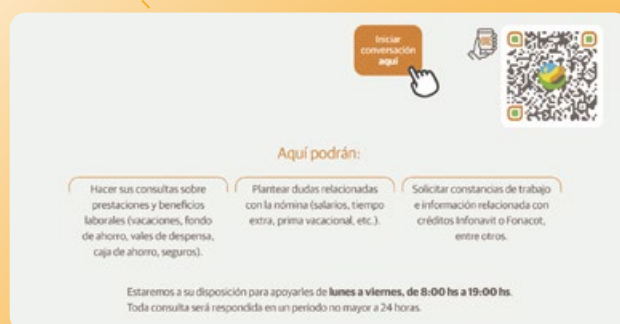 Iniciar
conversación
aquí
Aquí podrán:
Hacer sus consultas sobre
prestaciones y beneficios
laborales (vacaciones, fondo
de ahorro, vales de despensa,
caja de ahorro, seguros).
Plantear dudas relacionadas
con la nómina (salarios, tiempo
extra, prima vacacional, etc.).
Solicitar constancias de trabajo
e información relacionada con
créditos Infonavit o Fonacot,
entre otros.
Estaremos a su disposición para apoyarles de lunes a viernes, de 8:00 hs a 19:00 hs.
Toda consulta será respondida en un periodo no mayor a 24 horas.